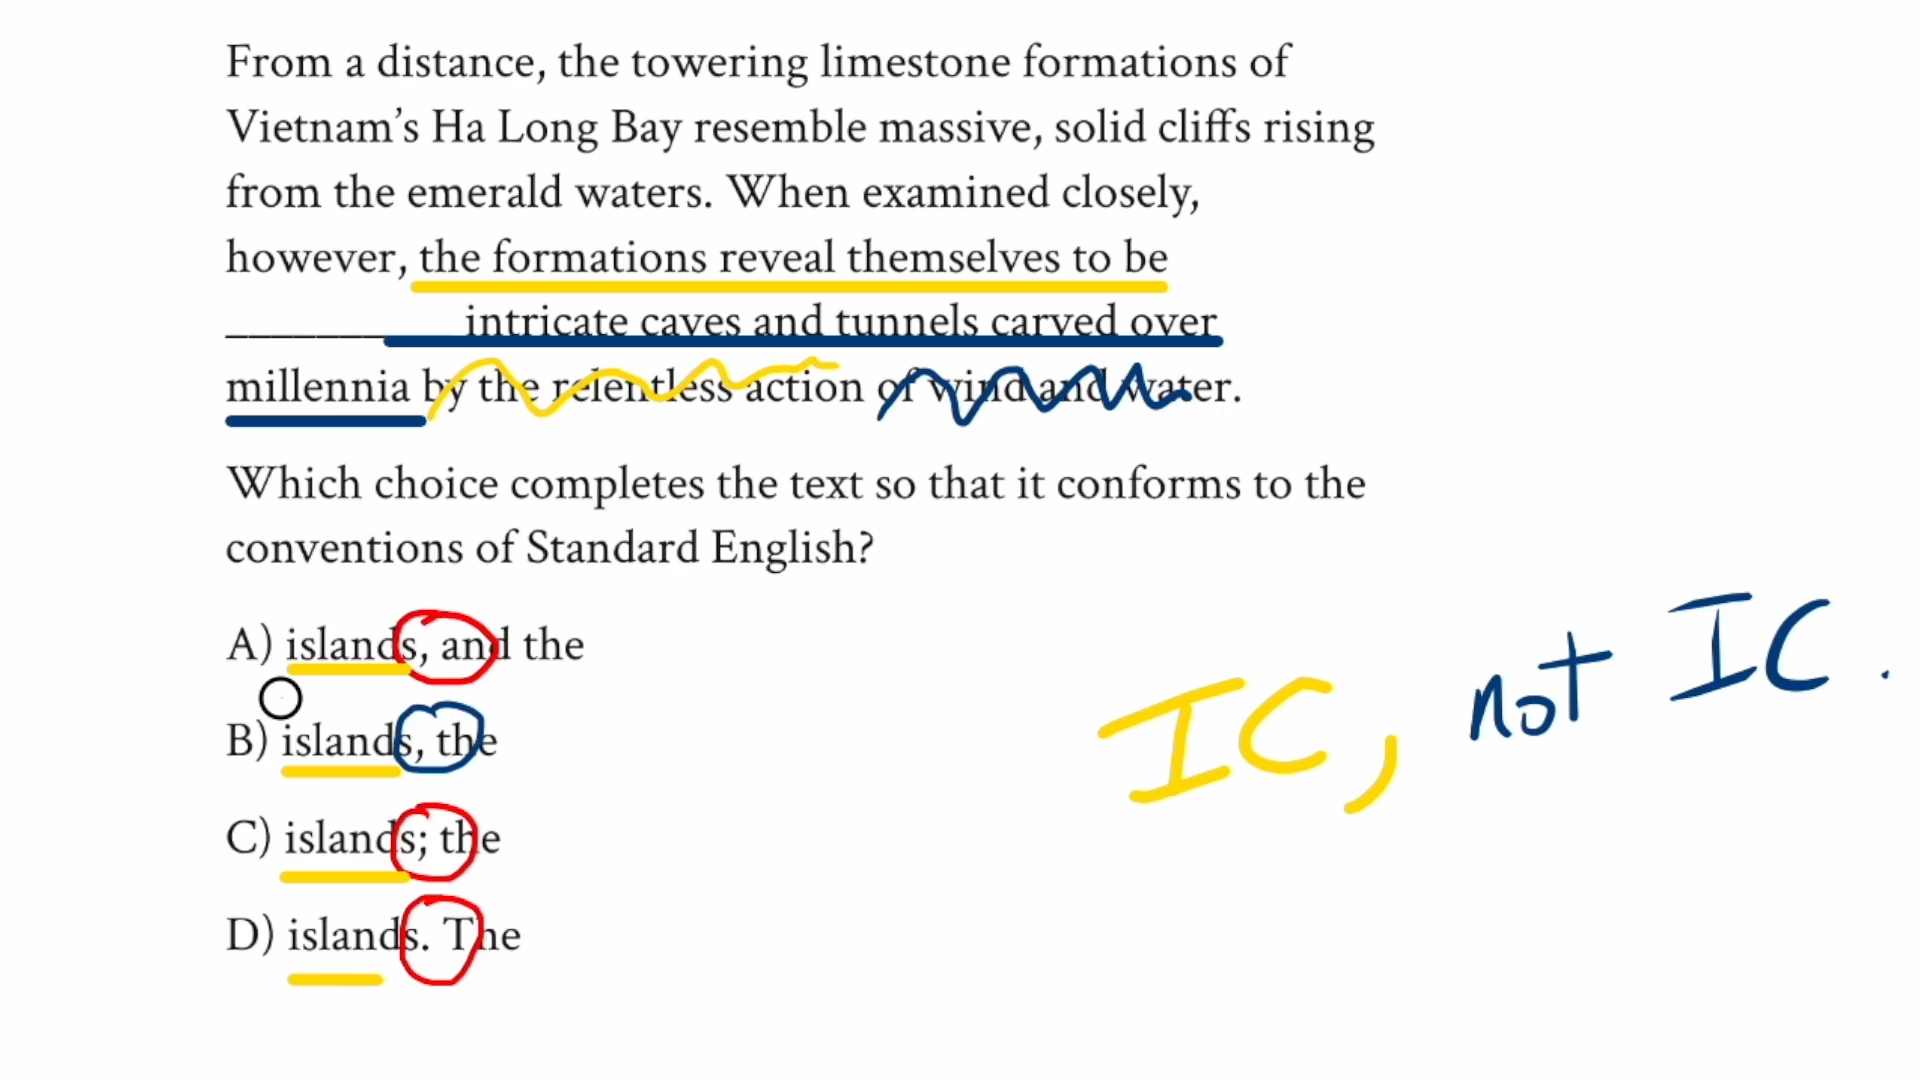 From a distance, the towering limestone formations of
Vietnam’s Ha Long Bay resemble massive, solid cliffs rising
from the emerald waters. When examined closely,
however, the formations reveal themselves to be
__________ intricate caves and tunnels carved over
millennia by the relentless action of wind and water.
Which choice completes the text so that it conforms to the
conventions of Standard English?
A) islands, and the
B) islands, the
C) islands; the
D) islands. The
IC, not IC.